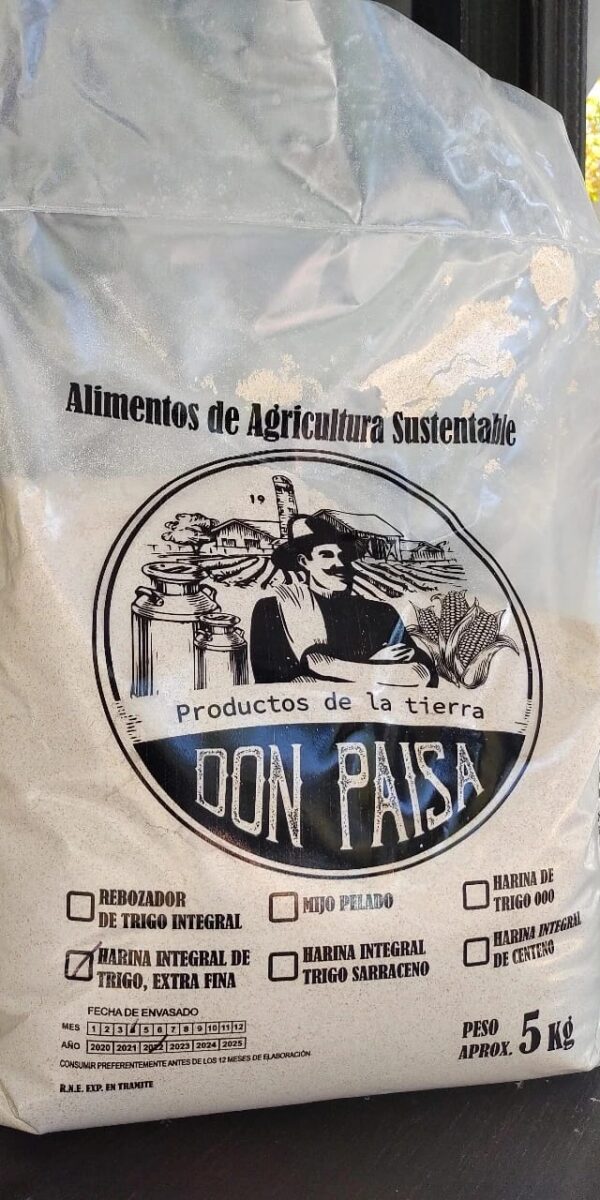 Alimentos de Agricultura Sustentable
19
Productos de la tierra
DON PAISA
REBOZADOR
DE TRIGO INTEGRAL
MIJO PELADO
HARINA DE
TRIGO 000
HARINA INTEGRAL DE
TRIGO, EXTRA FINA
HARINA INTEGRAL
TRIGO SARRACENO
HARINA INTEGRAL
DE CENTENO
FECHA DE ENVASADO
MES 1 2 3 4 5 6 7 8 9 10 11 12
AÑO 2020 2021 2022 2023 2024 2025
CONSUMIR PREFERENTEMENTE ANTES DE LOS 12 MESES DE ELABORACIÓN
R.N.E. EXP. EN TRAMITE
PESO
APROX. 5 Kg